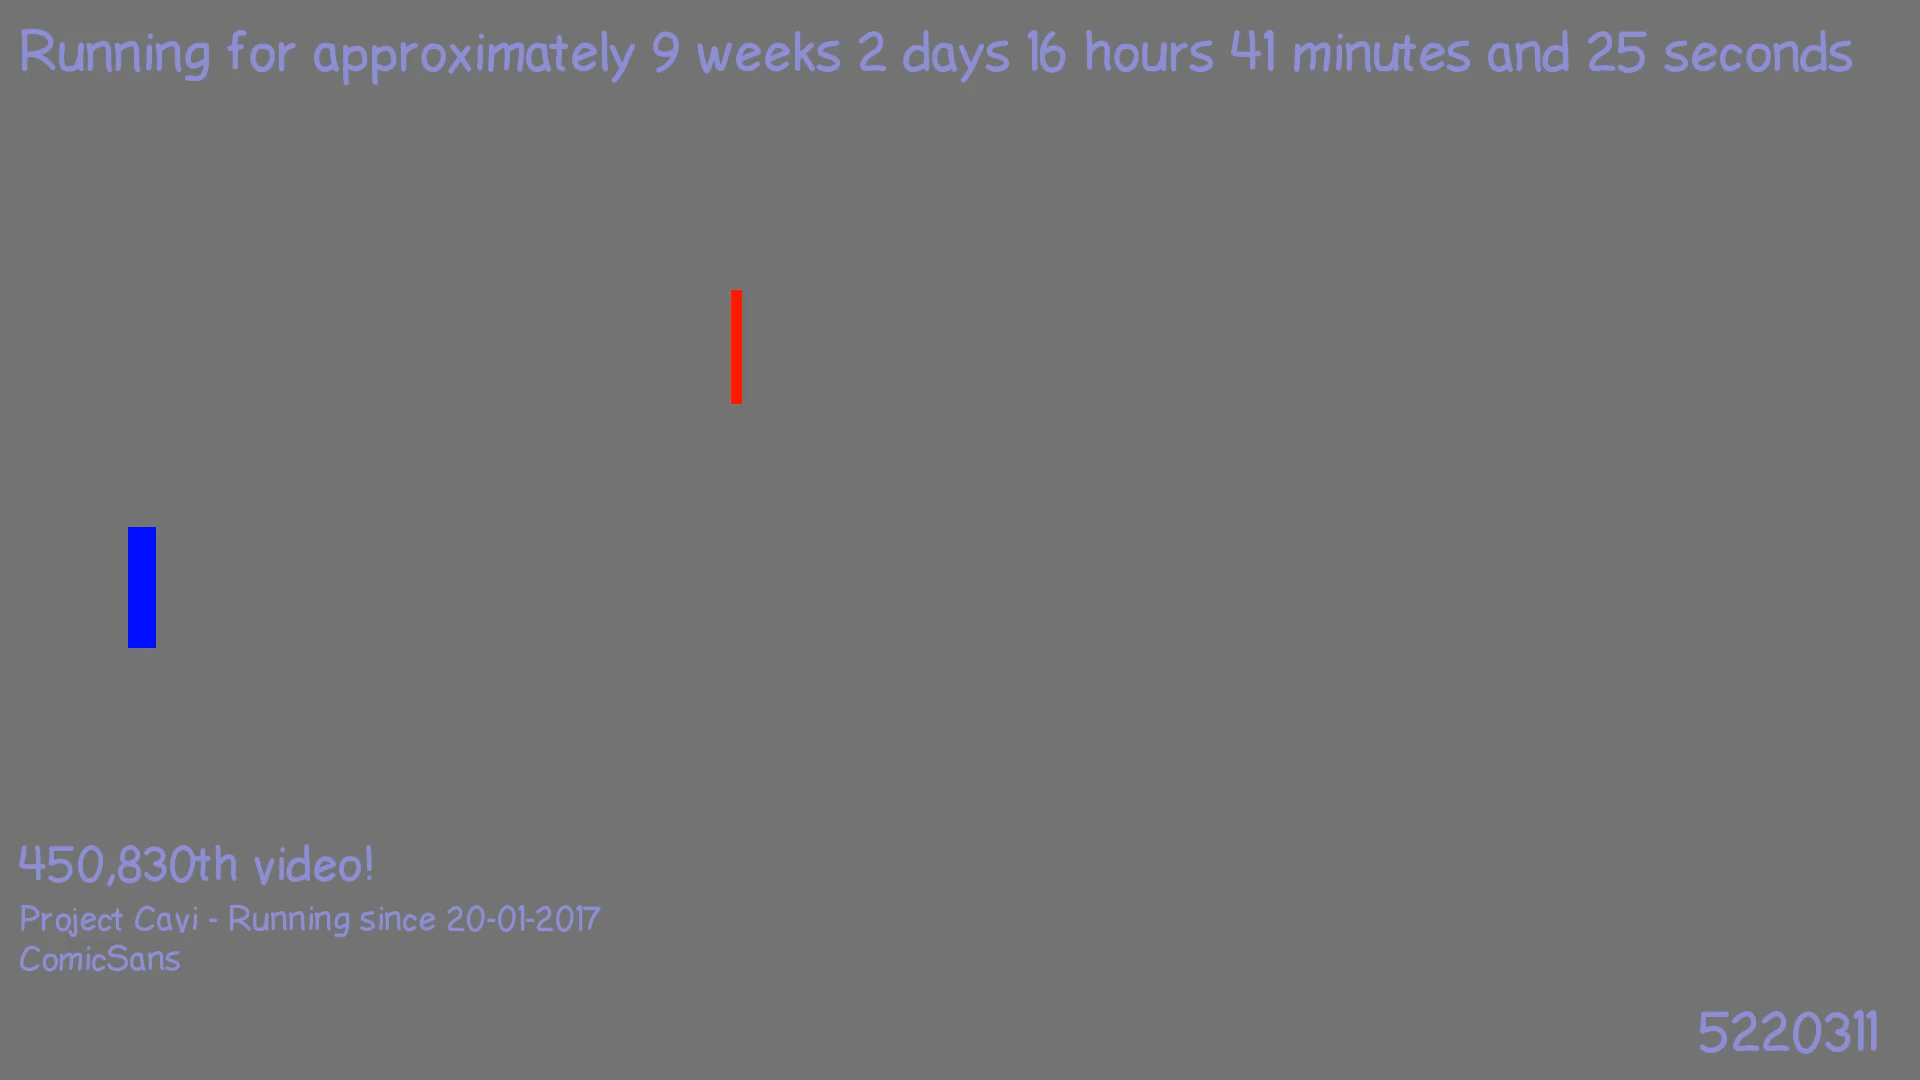 Running for approximately 9 weeks 2 days 16 hours 41 minutes and 25 seconds
450,830th video!
Project Cavi - Running since 20-01-2017
ComicSans
5220311